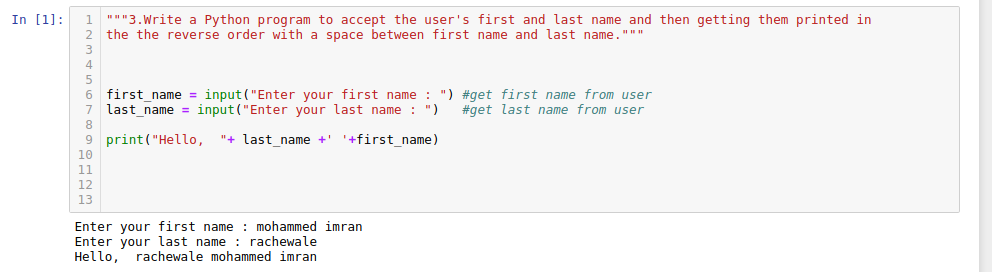 In [1]:
1 """3.Write a Python program to accept the user's first and last name and then getting them printed in
2 the the reverse order with a space between first name and last name."""
3
4
5
6 first_name = input("Enter your first name : ") #get first name from user
7 last_name = input("Enter your last name : ")   #get last name from user
8
9 print("Hello,  "+ last_name +' '+first_name)
10
11
12
13
Enter your first name : mohammed imran
Enter your last name : rachewale
Hello,  rachewale mohammed imran